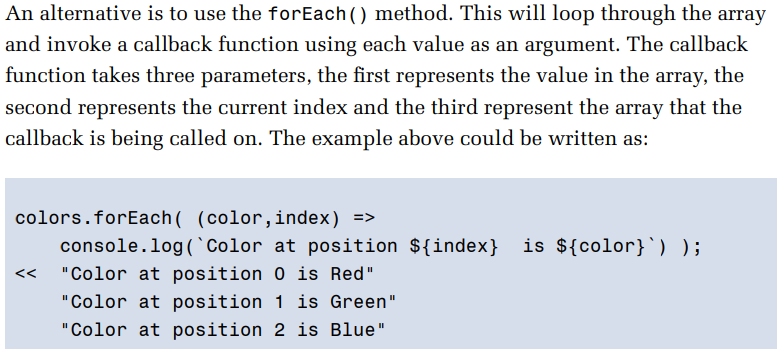 An alternative is to use the forEach() method. This will loop through the array
and invoke a callback function using each value as an argument. The callback
function takes three parameters, the first represents the value in the array, the
second represents the current index and the third represent the array that the
callback is being called on. The example above could be written as:
colors.forEach( (color,index) =>
    console.log(`Color at position ${index}  is ${color}`) );
<<  "Color at position 0 is Red"
    "Color at position 1 is Green"
    "Color at position 2 is Blue"